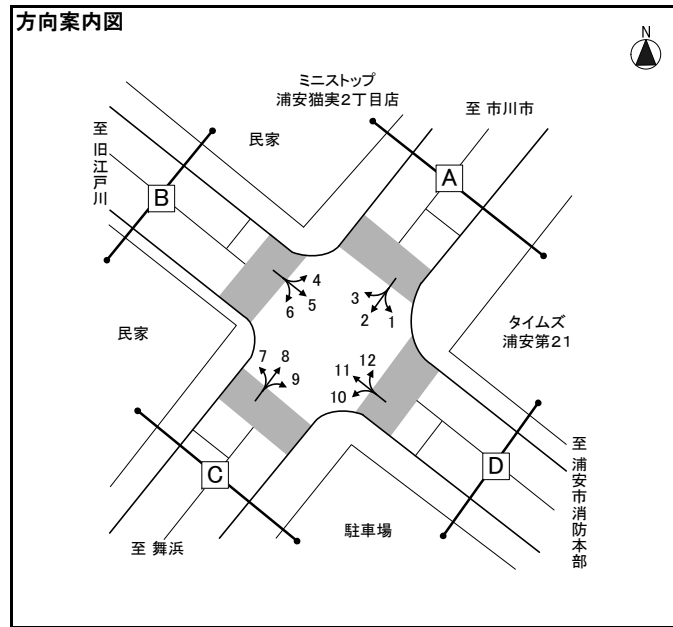 方向案内図
N
ミニストップ
浦安猫実2丁目店
至 市川市
至旧江戸川
民家
A
B
4
5
6
3
2
1
タイムズ
浦安第21
民家
7
8
9
12
11
10
C
D
至浦安市消防本部
駐車場
至 舞浜